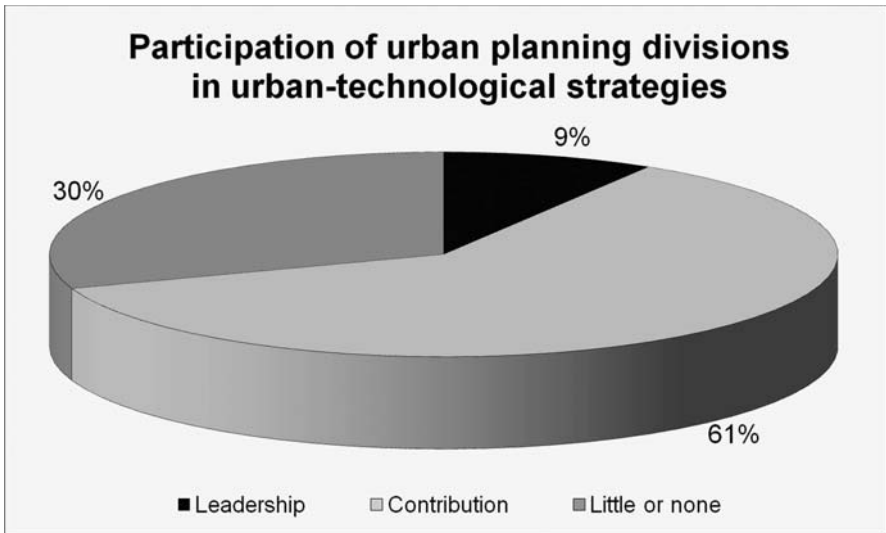 Participation of urban planning divisions
in urban-technological strategies
9%
30%
61%
Leadership Contribution Little or none